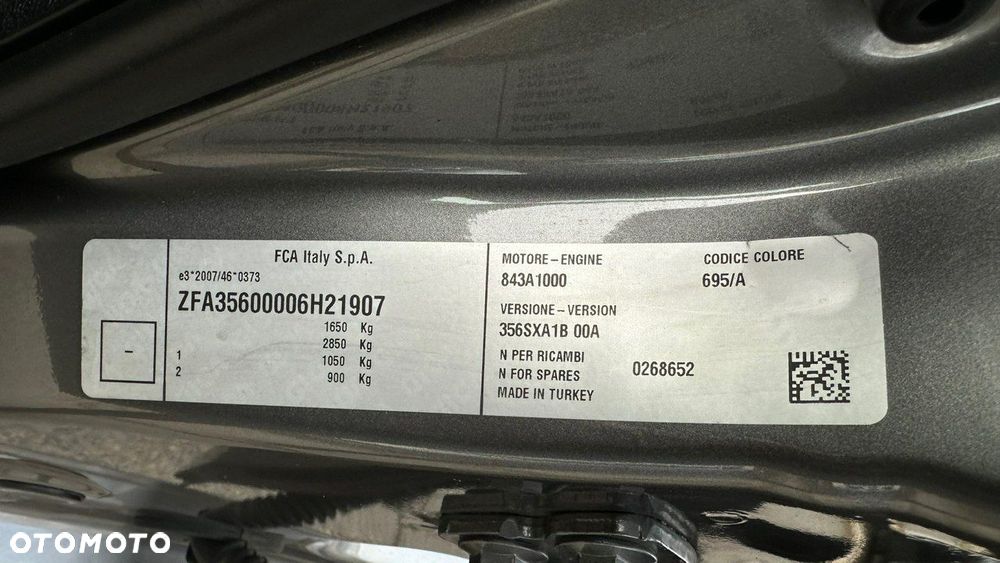 FCA Italy S.p.A.
e3*2007/46*0373
ZFA35600006H21907
1650 Kg
2850 Kg
1 1050 Kg
2 900 Kg
-
MOTORE - ENGINE
843A1000
CODICE COLORE
695/A
VERSIONE - VERSION
356SXA1B 00A
N PER RICAMBI
N FOR SPARES
0268652
MADE IN TURKEY
OTOMOTO